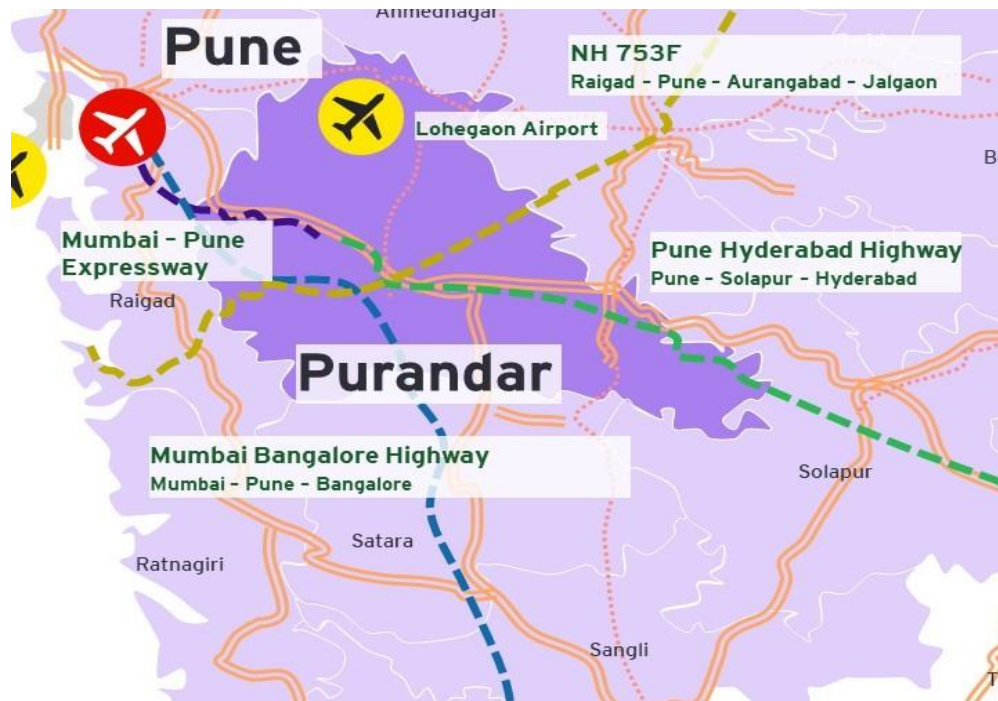 Ahmednagar
Pune
NH 753F
Raigad - Pune - Aurangabad - Jalgaon
Lohegaon Airport
B
Mumbai - Pune
Expressway
Pune Hyderabad Highway
Pune - Solapur - Hyderabad
Raigad
Purandar
Mumbai Bangalore Highway
Mumbai - Pune - Bangalore
Solapur
Satara
Ratnagiri
Sangli
T